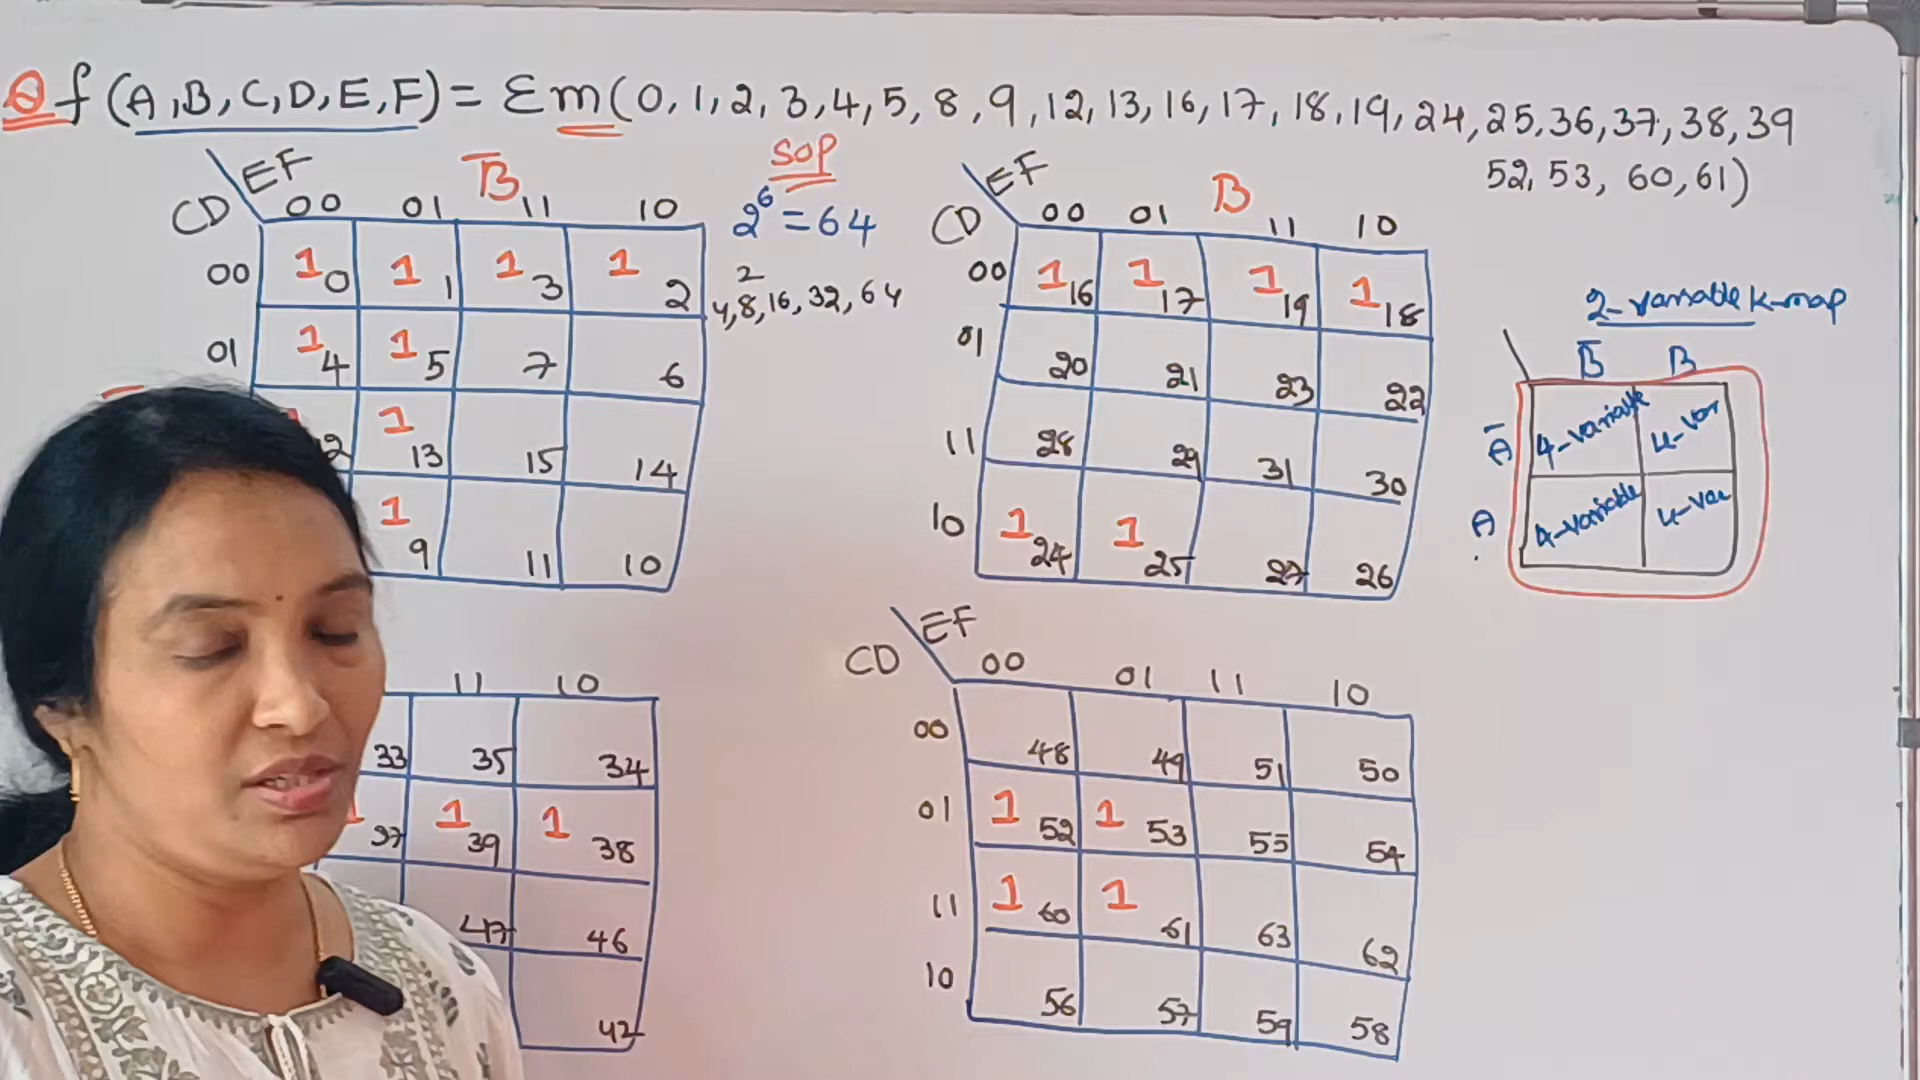 Q f(A,B,C,D,E,F) = Σm(0,1,2,3,4,5,8,9,12,13,16,17,18,19,24,25,36,37,38,39
52,53,60,61)
SOP
2⁶ = 64
2
4,8,16,32,64
EF B̄
CD 00 01 11 10
00 1 0 1 1 1 3 1 2
01 1 4 1 5 7 6
1 13 15 14
1 9 11 10
EF B
CD 00 01 11 10
00 1 16 1 17 1 19 1 18
01 20 21 23 22
11 28 29 31 30
10 1 24 1 25 27 26
2-variable K-map
B̄ B
Ā 4-variable 4-var
A 4-variable 4-var
11 10
33 35 34
37 1 39 1 38
47 46
42
EF
CD 00 01 11 10
00 48 49 51 50
01 1 52 1 53 55 54
11 1 60 1 61 63 62
10 56 57 59 58